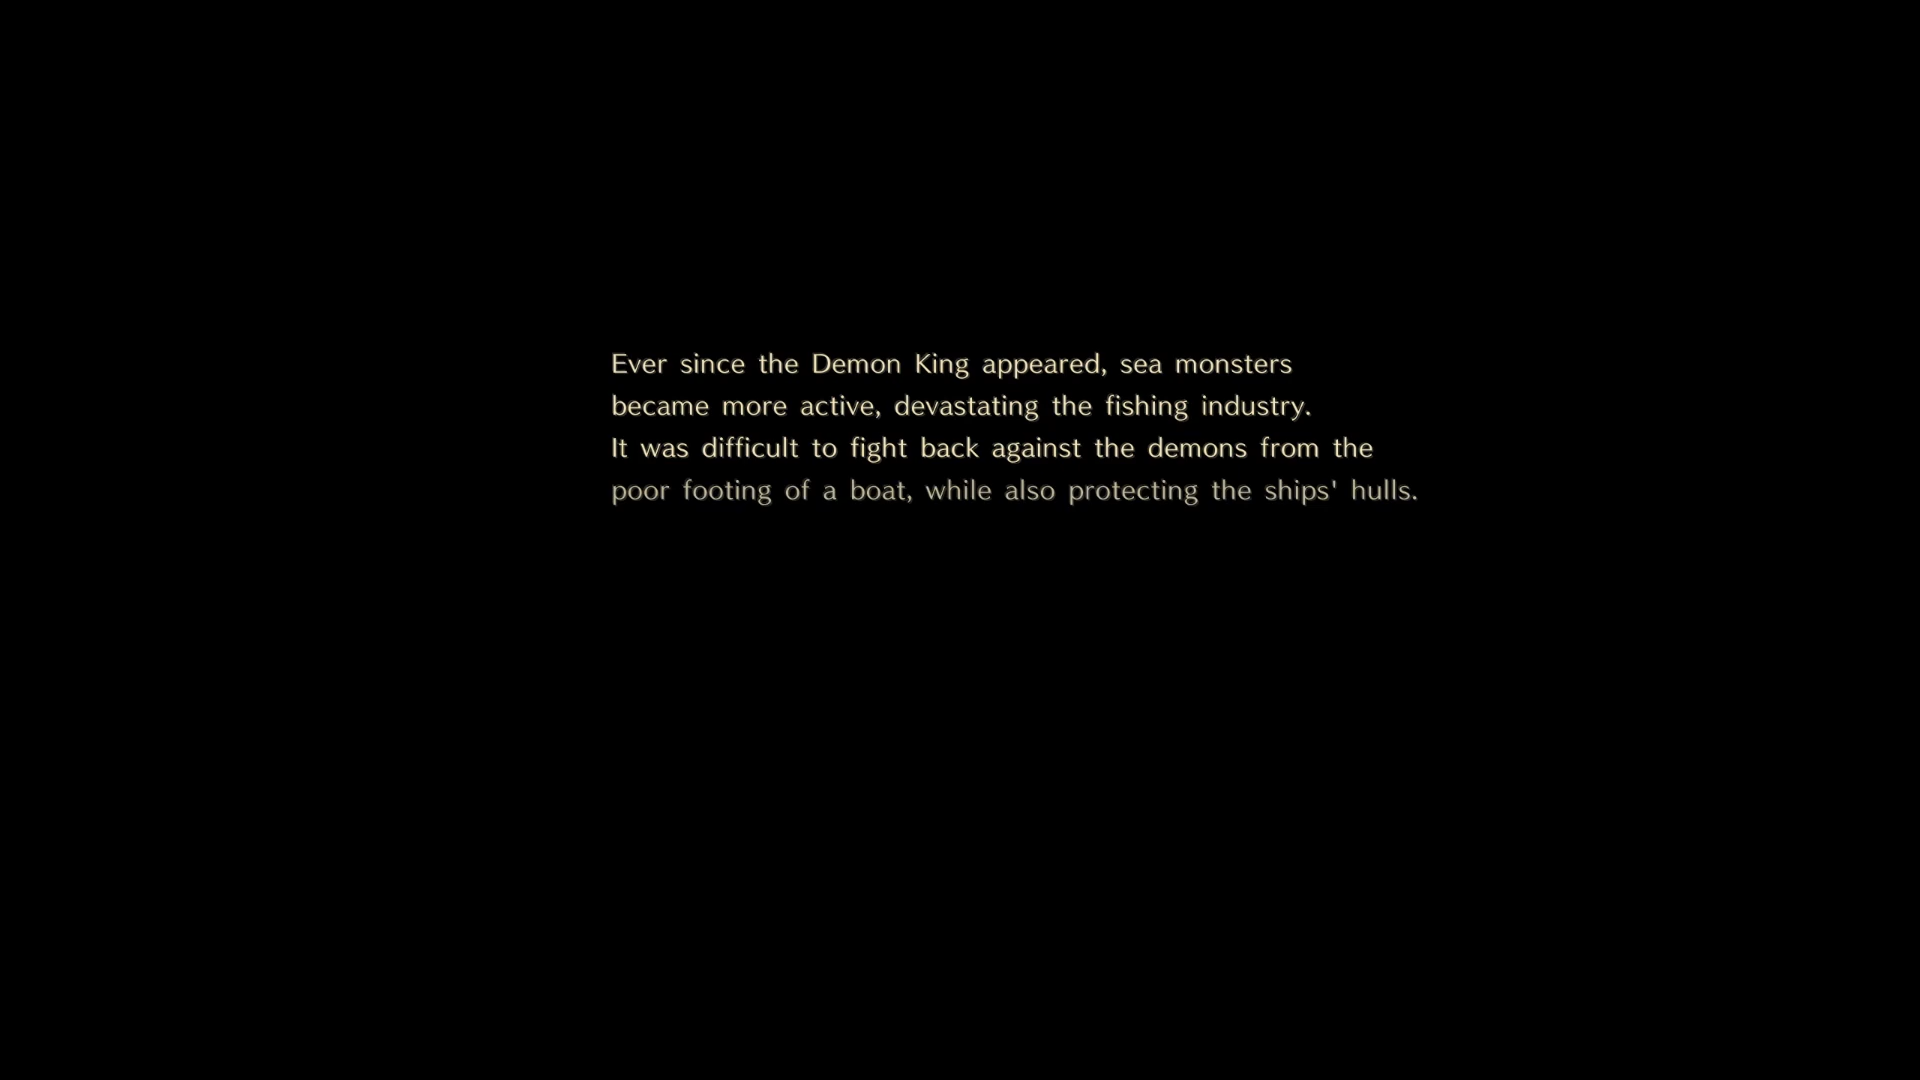 Ever since the Demon King appeared, sea monsters
became more active, devastating the fishing industry.
It was difficult to fight back against the demons from the
poor footing of a boat, while also protecting the ships' hulls.